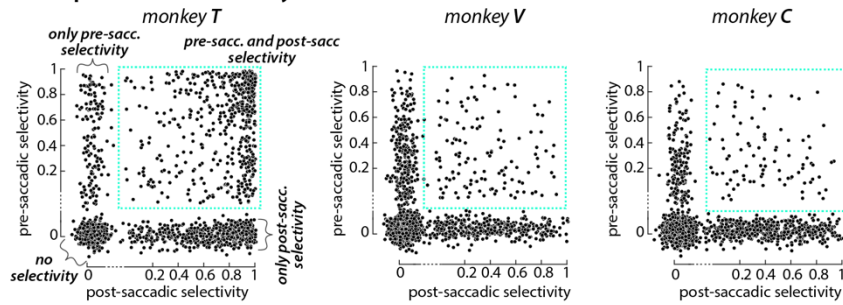 monkey T
monkey V
monkey C
only pre-sacc.
selectivity
pre-sacc. and post-sacc
selectivity
pre-saccadic selectivity
1
0.8
0.6
0.4
0.2
0
no
selectivity
only post-sacc.
selectivity
0
0.2
0.4
0.6
0.8
1
post-saccadic selectivity
pre-saccadic selectivity
1
0.8
0.6
0.4
0.2
0
0
0.2
0.4
0.6
0.8
1
post-saccadic selectivity
pre-saccadic selectivity
1
0.8
0.6
0.4
0.2
0
0
0.2
0.4
0.6
0.8
1
post-saccadic selectivity